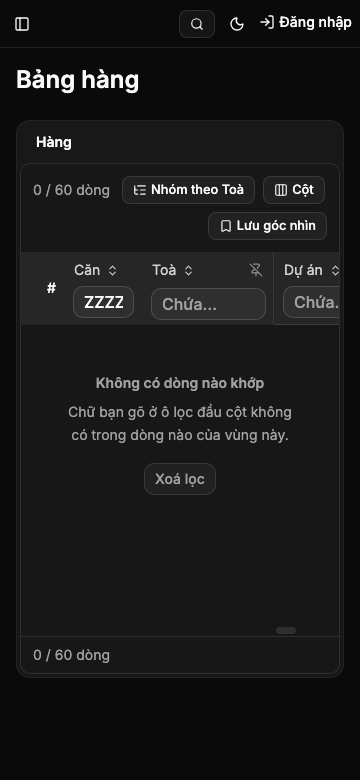 Đăng nhập
Bảng hàng
Hàng
0 / 60 dòng
Nhóm theo Toà
Cột
Lưu góc nhìn
#
Căn
Toà
Dự án
ZZZZ
Chứa...
Chứa.
Không có dòng nào khớp
Chữ bạn gõ ở ô lọc đầu cột không
có trong dòng nào của vùng này.
Xoá lọc
0 / 60 dòng